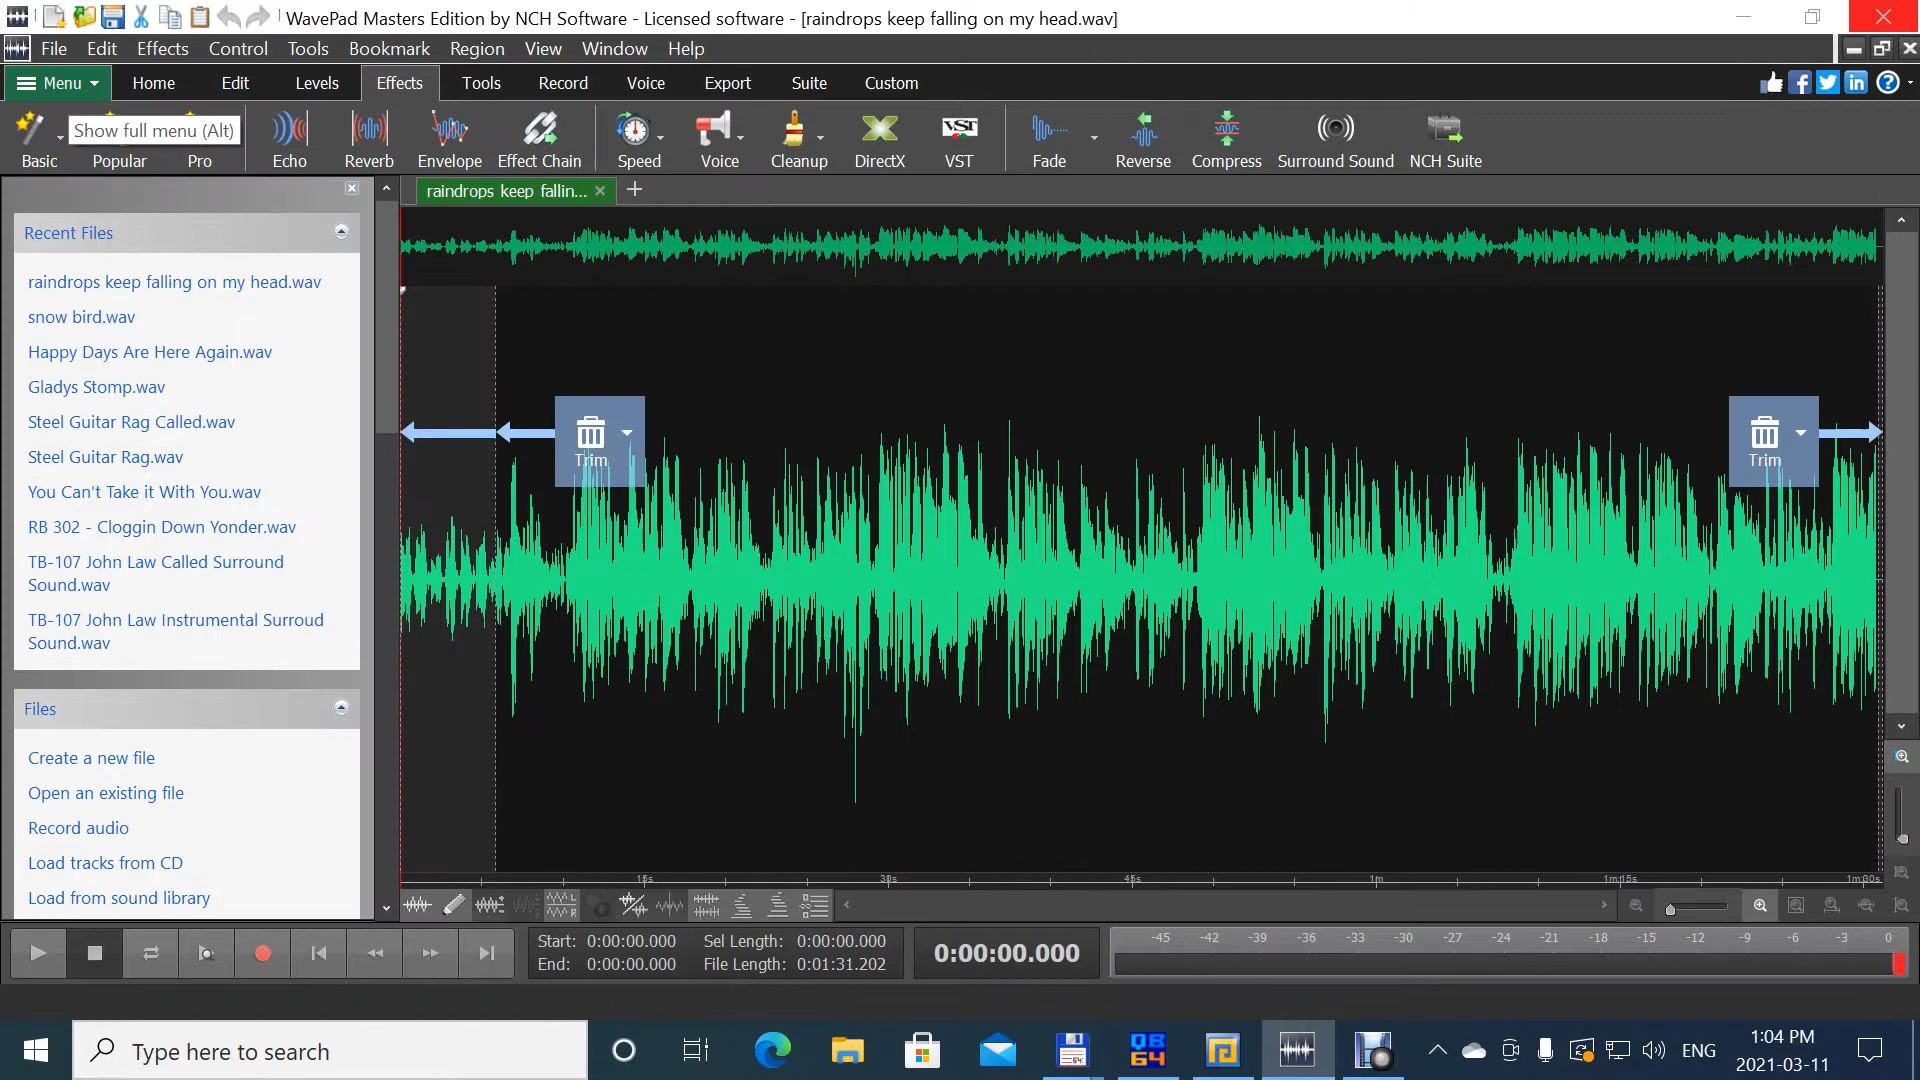 WavePad Masters Edition by NCH Software - Licensed software - [raindrops keep falling on my head.wav]
File Edit Effects Control Tools Bookmark Region View Window Help
Menu Home Edit Levels Effects Tools Record Voice Export Suite Custom
Show full menu (Alt)
VST
Basic Popular Pro Echo Reverb Envelope Effect Chain Speed Voice Cleanup DirectX VST Fade Reverse Compress Surround Sound NCH Suite
raindrops keep fallin...
Recent Files
raindrops keep falling on my head.wav
snow bird.wav
Happy Days Are Here Again.wav
Gladys Stomp.wav
Steel Guitar Rag Called.wav
Steel Guitar Rag.wav
You Can't Take it With You.wav
RB 302 - Cloggin Down Yonder.wav
TB-107 John Law Called Surround
Sound.wav
TB-107 John Law Instrumental Surroud
Sound.wav
Files
Create a new file
Open an existing file
Record audio
Load tracks from CD
Load from sound library
Trim Trim
15s 30s 45s 1m 1m:15s 1m:30s
Start: 0:00:00.000 Sel Length: 0:00:00.000
End: 0:00:00.000 File Length: 0:01:31.202
0:00:00.000
-45 -42 -39 -36 -33 -30 -27 -24 -21 -18 -15 -12 -9 -6 -3 0
Type here to search
64
QB
64
ENG
1:04 PM
2021-03-11